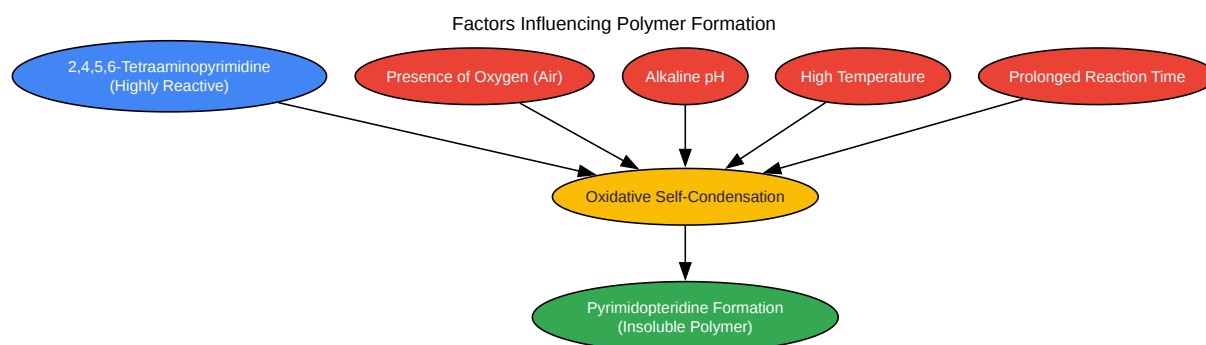 Factors Influencing Polymer Formation
2,4,5,6-Tetraaminopyrimidine
(Highly Reactive)
Presence of Oxygen (Air)
Alkaline pH
High Temperature
Prolonged Reaction Time
Oxidative Self-Condensation
Pyrimidopteridine Formation
(Insoluble Polymer)